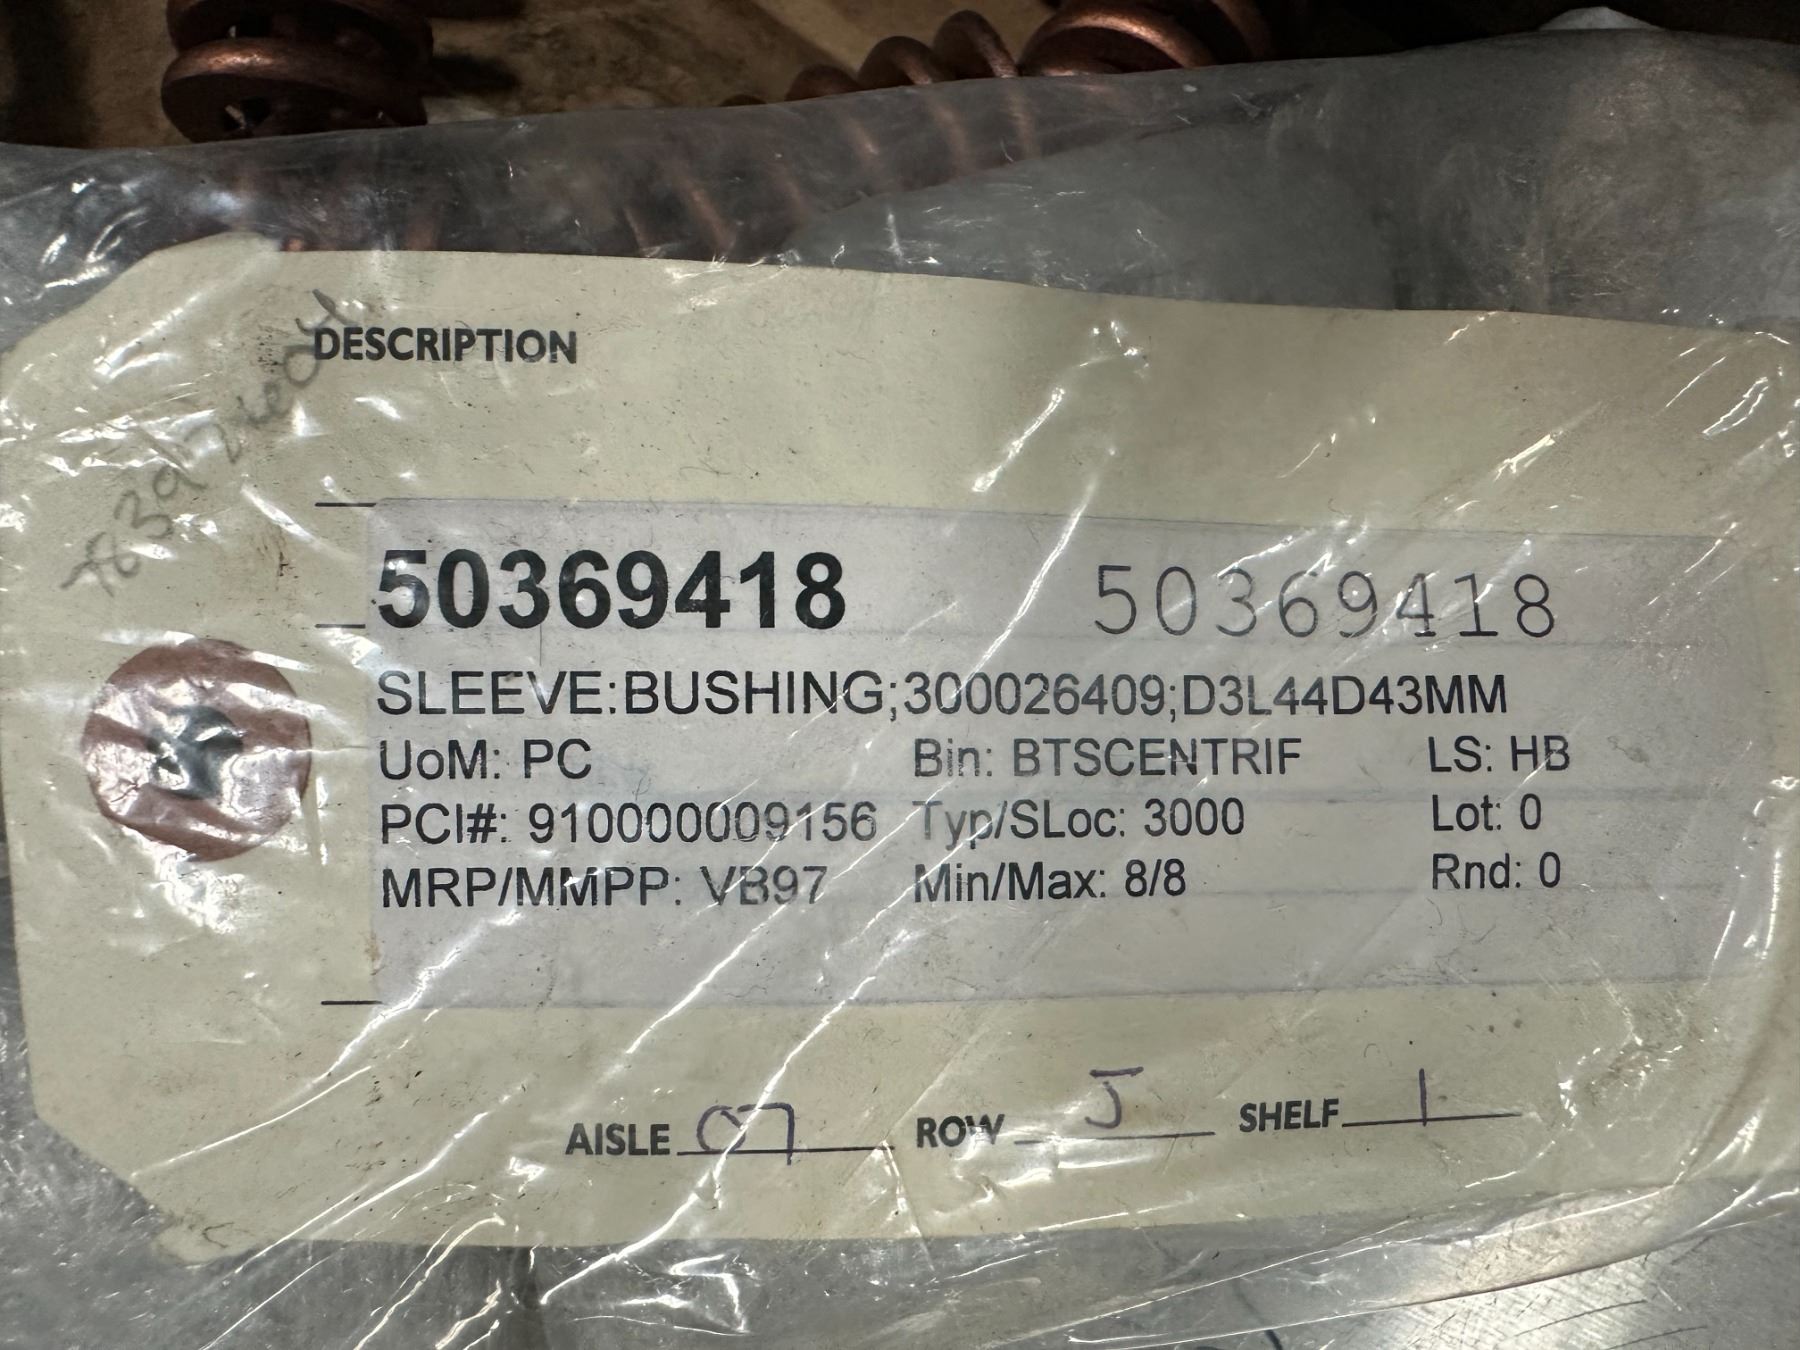 DESCRIPTION
50369418 50369418
SLEEVE:BUSHING;300026409;D3L44D43MM
UoM: PC Bin: BTSCENTRIF LS: HB
PCI#: 910000009156 Typ/SLoc: 3000 Lot: 0
MRP/MMPP: VB97 Min/Max: 8/8 Rnd: 0
AISLE 07 ROW J SHELF 1